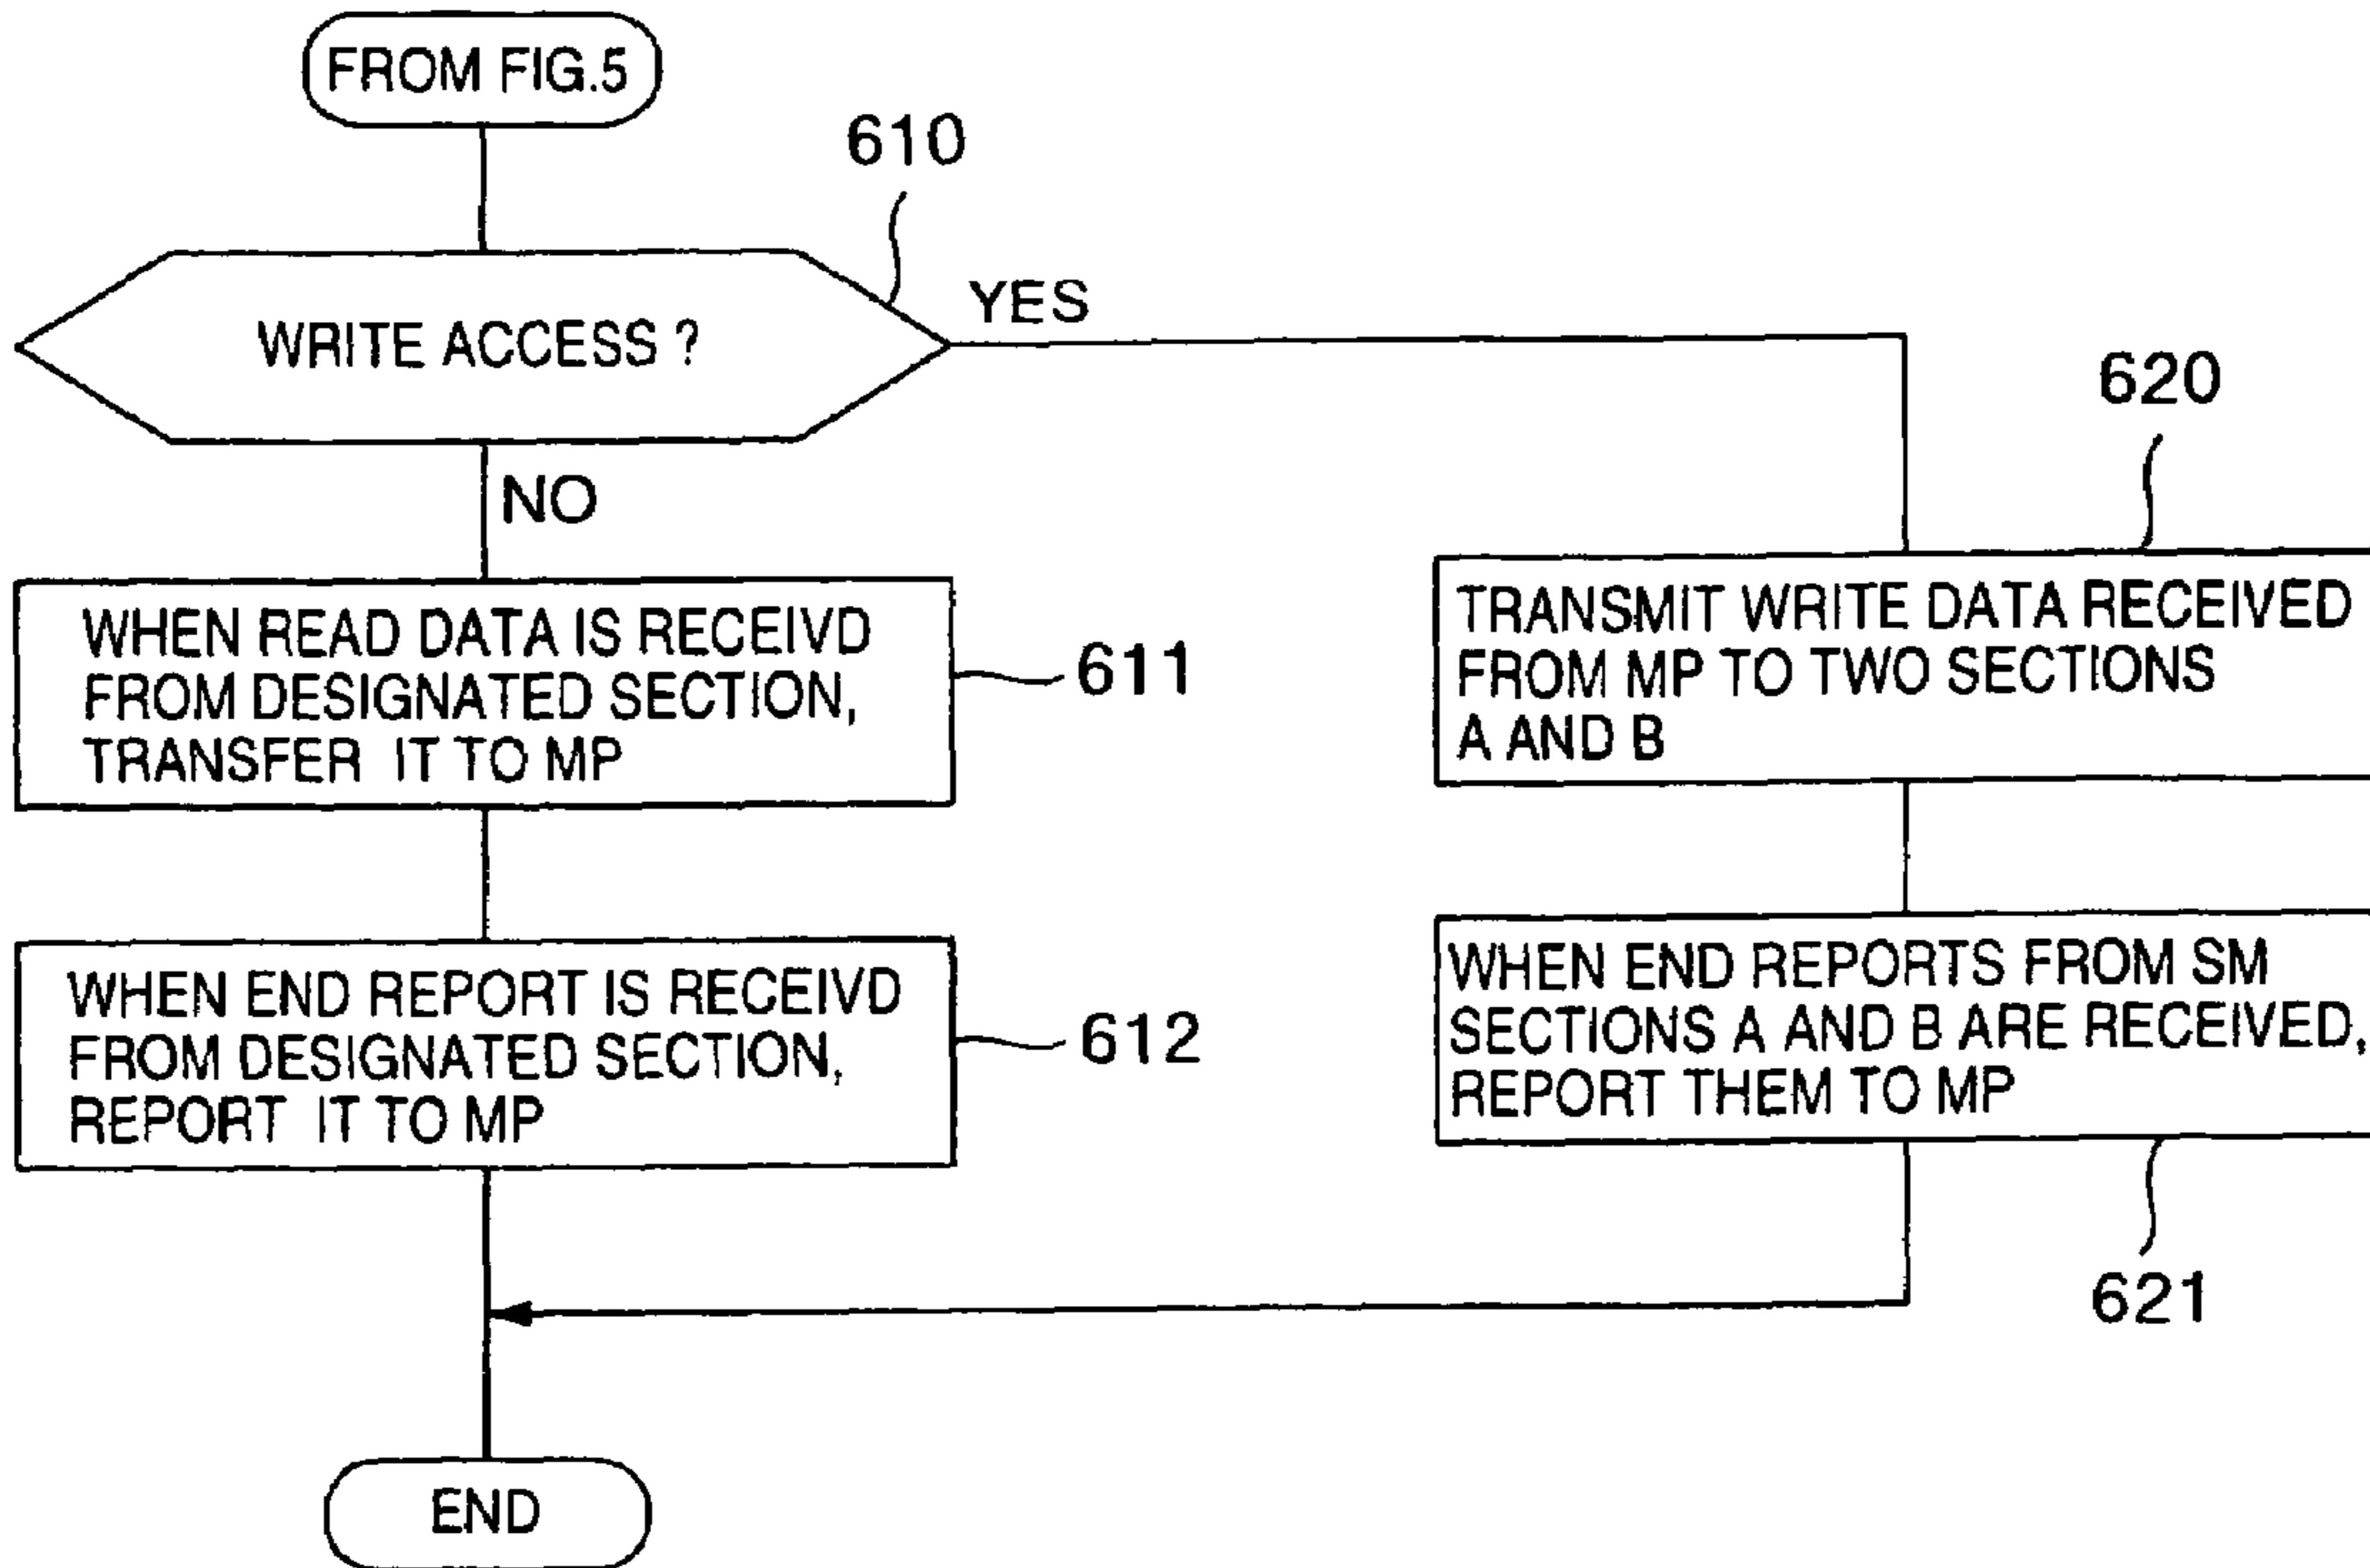 FROM FIG.5
610
WRITE ACCESS ?
YES
NO
620
WHEN READ DATA IS RECEIVD
FROM DESIGNATED SECTION,
TRANSFER IT TO MP
611
TRANSMIT WRITE DATA RECEIVED
FROM MP TO TWO SECTIONS
A AND B
WHEN END REPORT IS RECEIVD
FROM DESIGNATED SECTION,
REPORT IT TO MP
612
WHEN END REPORTS FROM SM
SECTIONS A AND B ARE RECEIVED,
REPORT THEM TO MP
621
END